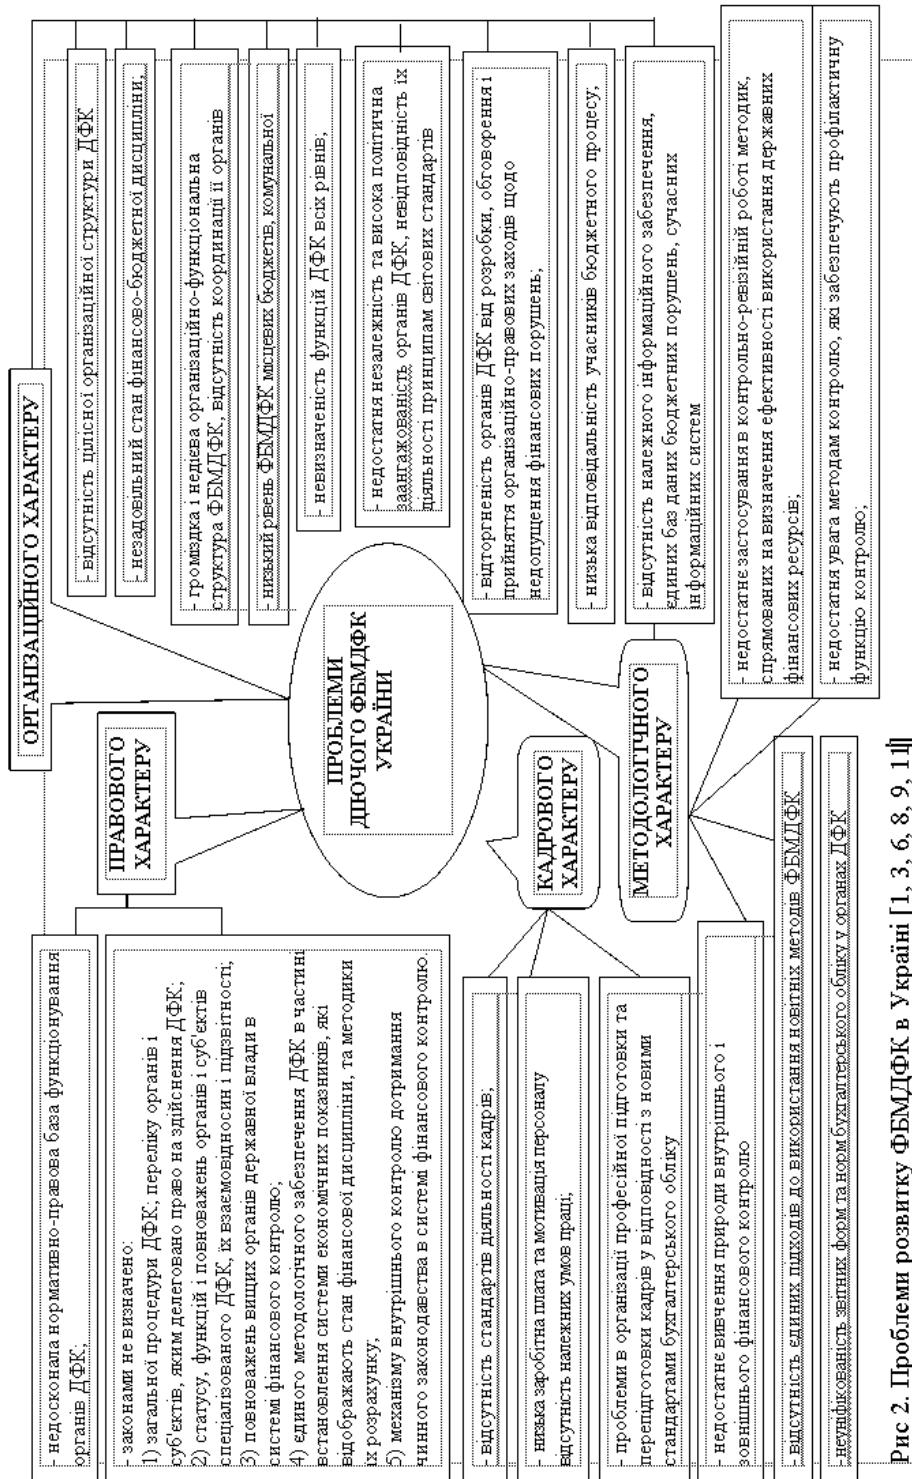 ОРГАНІЗАЦІЙНОГО ХАРАКТЕРУ
- відсутність цілісної організаційної структури ДФК
- незадовільний стан фінансово-бюджетної дисципліни;
- громіздка і недієва організаційно-функціональна
структура ФБМДФК, відсутність координації її органів
- низький рівень ФБМДФК місцевих бюджетів, комунальної
- невизначеність функцій ДФК всіх рівнів;
- недостатня незалежність та висока політична
заангажованість органів ДФК, невідповідність їх
діяльності принципам світових стандартів
- відторгненість органів ДФК від розробки, обговорення і
прийняття організаційно-правових заходів щодо
недопущення фінансових порушень;
- низька відповідальність учасників бюджетного процесу;
- відсутність належного інформаційного забезпечення,
єдиних баз даних бюджетних порушень, сучасних
інформаційних систем
ПРАВОВОГО
ХАРАКТЕРУ
- недосконала нормативно-правова база функціонування
органів ДФК;
- законами не визначено:
1) загальної процедури ДФК, переліку органів і
суб'єктів, яким делеговано право на здійснення ДФК;
2) статусу, функцій і повноважень органів і суб'єктів
спеціалізованого ДФК, їх взаємовідносин і підзвітності;
3) повноважень вищих органів державної влади в
системі фінансового контролю;
4) єдиного методологічного забезпечення ДФК в частині
встановлення системи економічних показників, які
відображають стан фінансової дисципліни, та методики
їх розрахунку;
5) механізму внутрішнього контролю дотримання
чинного законодавства в системі фінансового контролю.
ПРОБЛЕМИ
ДІЮЧОГО ФБМДФК
УКРАЇНИ
КАДРОВОГО
ХАРАКТЕРУ
- відсутність стандартів діяльності кадрів;
- низька заробітна плата та мотивація персоналу
відсутність належних умов праці;
- проблеми в організації професійної підготовки та
перепідготовки кадрів у відповідності з новими
стандартами бухгалтерського обліку
МЕТОДОЛОГІЧНОГО
ХАРАКТЕРУ
- недостатнє застосування в контрольно-ревізійній роботі методик,
спрямованих на визначення ефективності використання державних
фінансових ресурсів;
- недостатня увага методам контролю, які забезпечують профілактичну
функцію контролю;
- недостатнє вивчення природи внутрішнього і
зовнішнього фінансового контролю
- відсутність єдиних підходів до використання новітніх методів ФБМДФК
-неуніфікованість звітних форм та норм бухгалтерського обліку у органах ДФК
Рис 2. Проблеми розвитку ФБМДФК в Україні [1, 3, 6, 8, 9, 11]